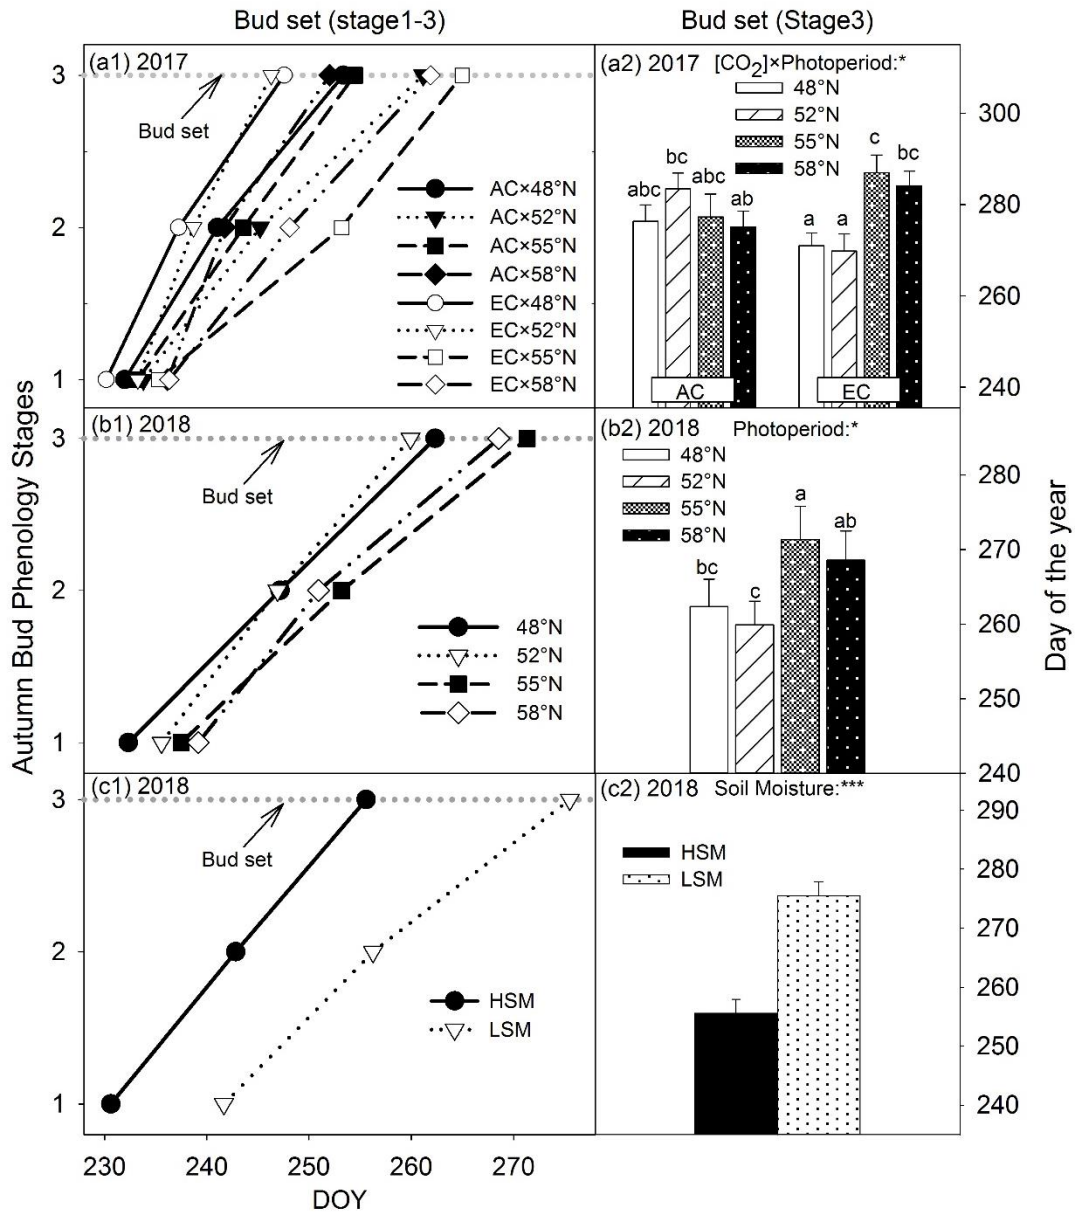 Bud set (stage1-3)
Bud set (Stage3)
Autumn Bud Phenology Stages
(a1) 2017
3
2
1
Bud set
AC×48°N
AC×52°N
AC×55°N
AC×58°N
EC×48°N
EC×52°N
EC×55°N
EC×58°N
(a2) 2017 [CO2]×Photoperiod:*
48°N
52°N
55°N
58°N
abc
bc
abc
ab
a
a
c
bc
AC
EC
300
280
260
240
(b1) 2018
3
2
1
Bud set
48°N
52°N
55°N
58°N
(b2) 2018 Photoperiod:*
48°N
52°N
55°N
58°N
bc
c
a
ab
280
270
260
250
240
Day of the year
(c1) 2018
3
2
1
Bud set
HSM
LSM
(c2) 2018 Soil Moisture:***
HSM
LSM
290
280
270
260
250
240
230 240 250 260 270
DOY